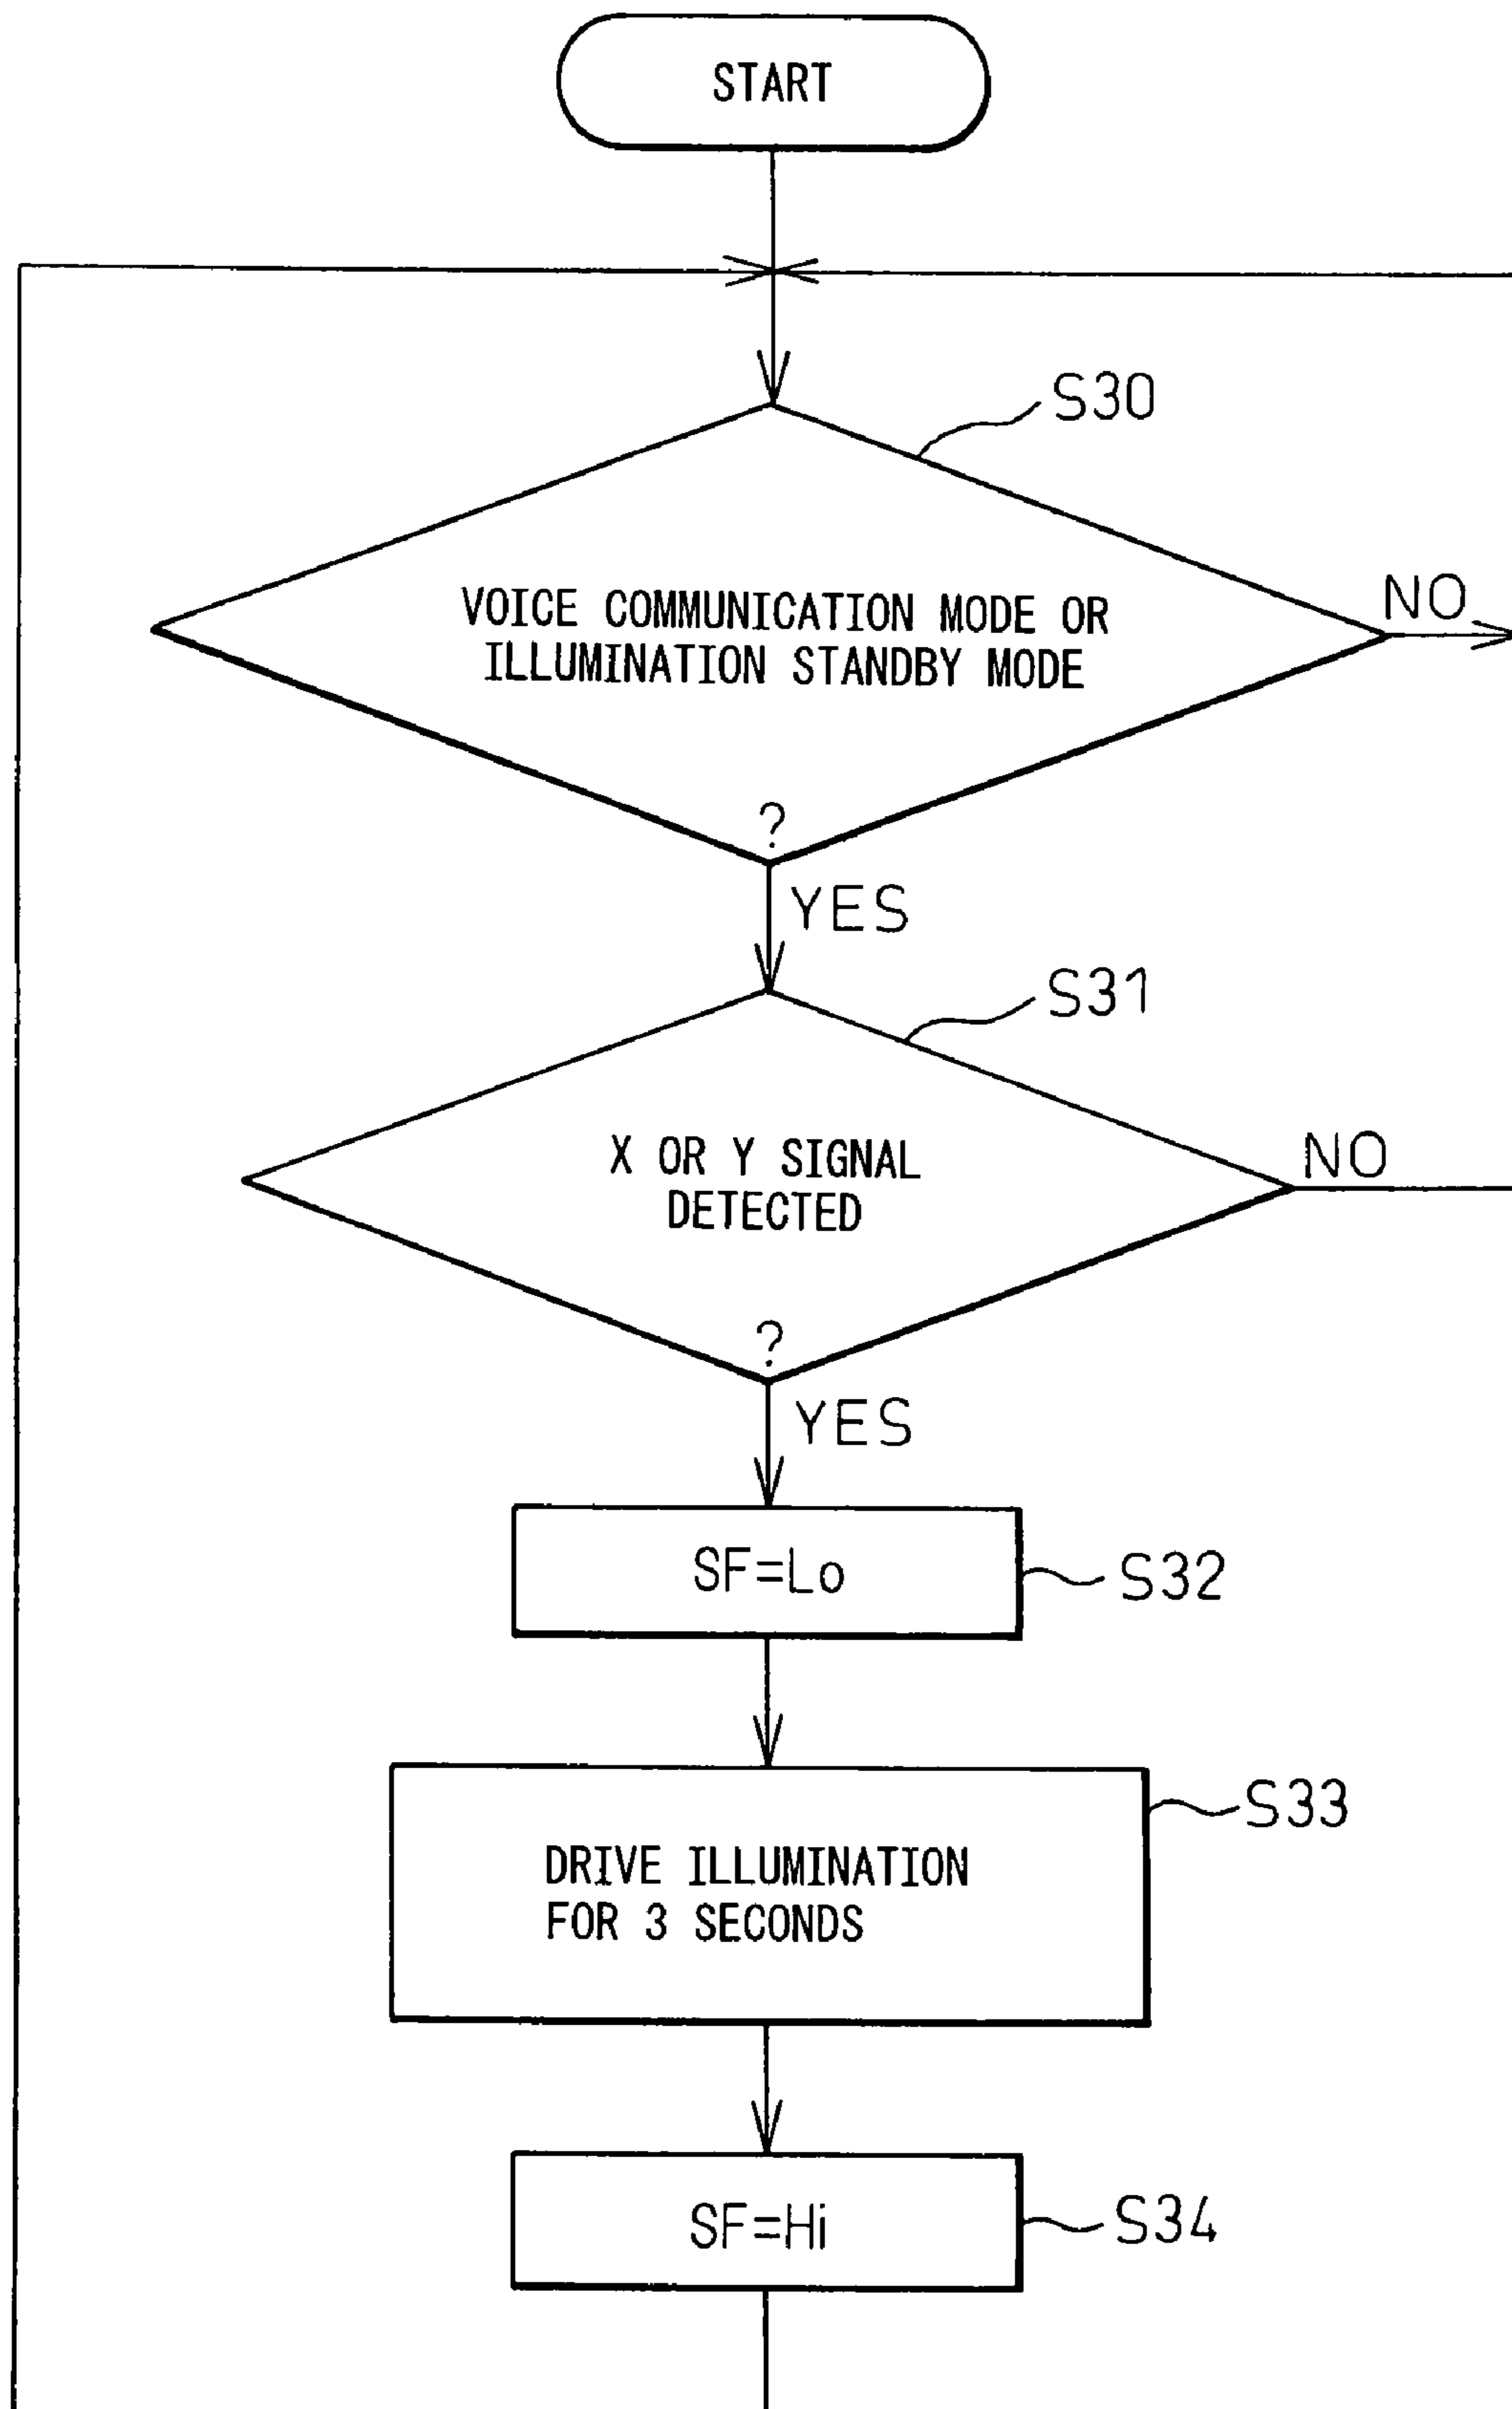 START
S30
VOICE COMMUNICATION MODE OR
ILLUMINATION STANDBY MODE
?
NO
YES
S31
X OR Y SIGNAL
DETECTED
?
NO
YES
SF=Lo
S32
DRIVE ILLUMINATION
FOR 3 SECONDS
S33
SF=Hi
S34